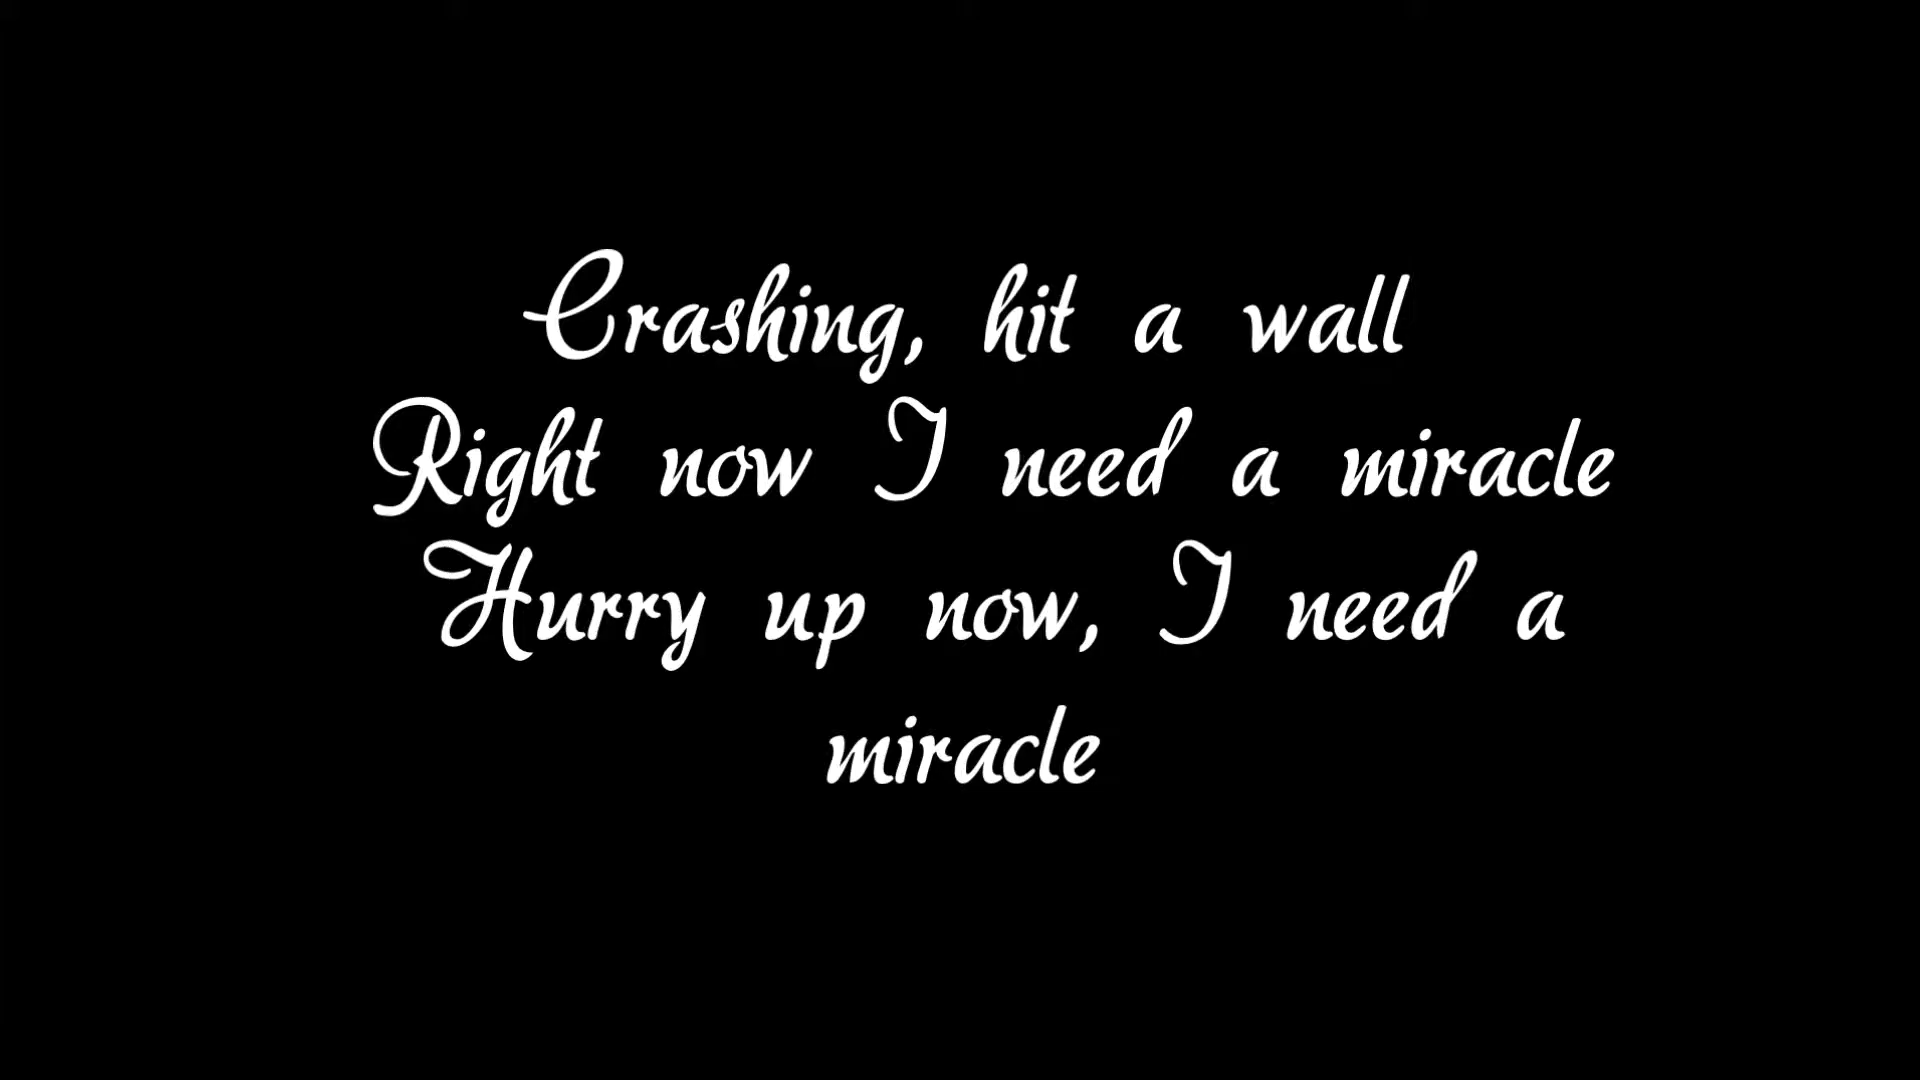 Crashing, hit a wall
Right now I need a miracle
Hurry up now, I need a
miracle